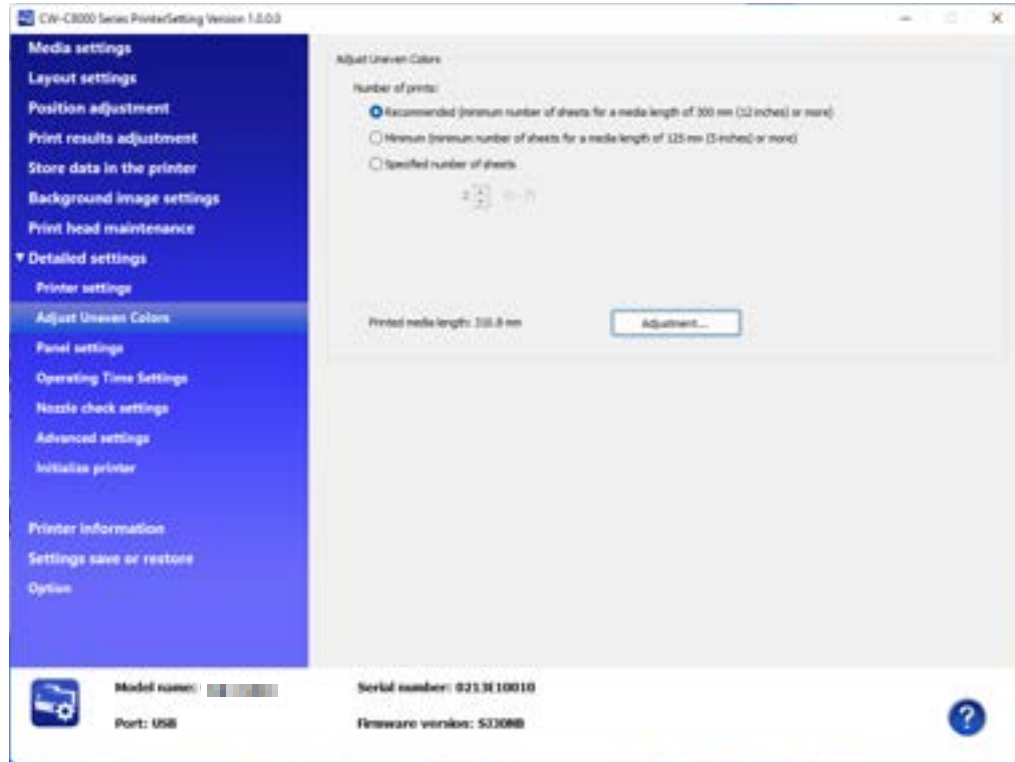 CW-C8000 Series PrinterSetting Version 1.0.0.0
Media settings
Layout settings
Position adjustment
Print results adjustment
Store data in the printer
Background image settings
Print head maintenance
Detailed settings
Printer settings
Adjust Uneven Colors
Panel settings
Operating Time Settings
Nozzle check settings
Advanced settings
Initialize printer
Printer information
Settings save or restore
Option
Adjust Uneven Colors
Number of prints:
Recommended (minimum number of sheets for a media length of 300 mm (12 inches) or more)
Minimum (minimum number of sheets for a media length of 125 mm (5 inches) or more)
Specified number of sheets
2
Printed media length: 310.8 mm
Adjustment...
Model name:
Serial number: 0213E10010
Port: USB
Firmware version:
?